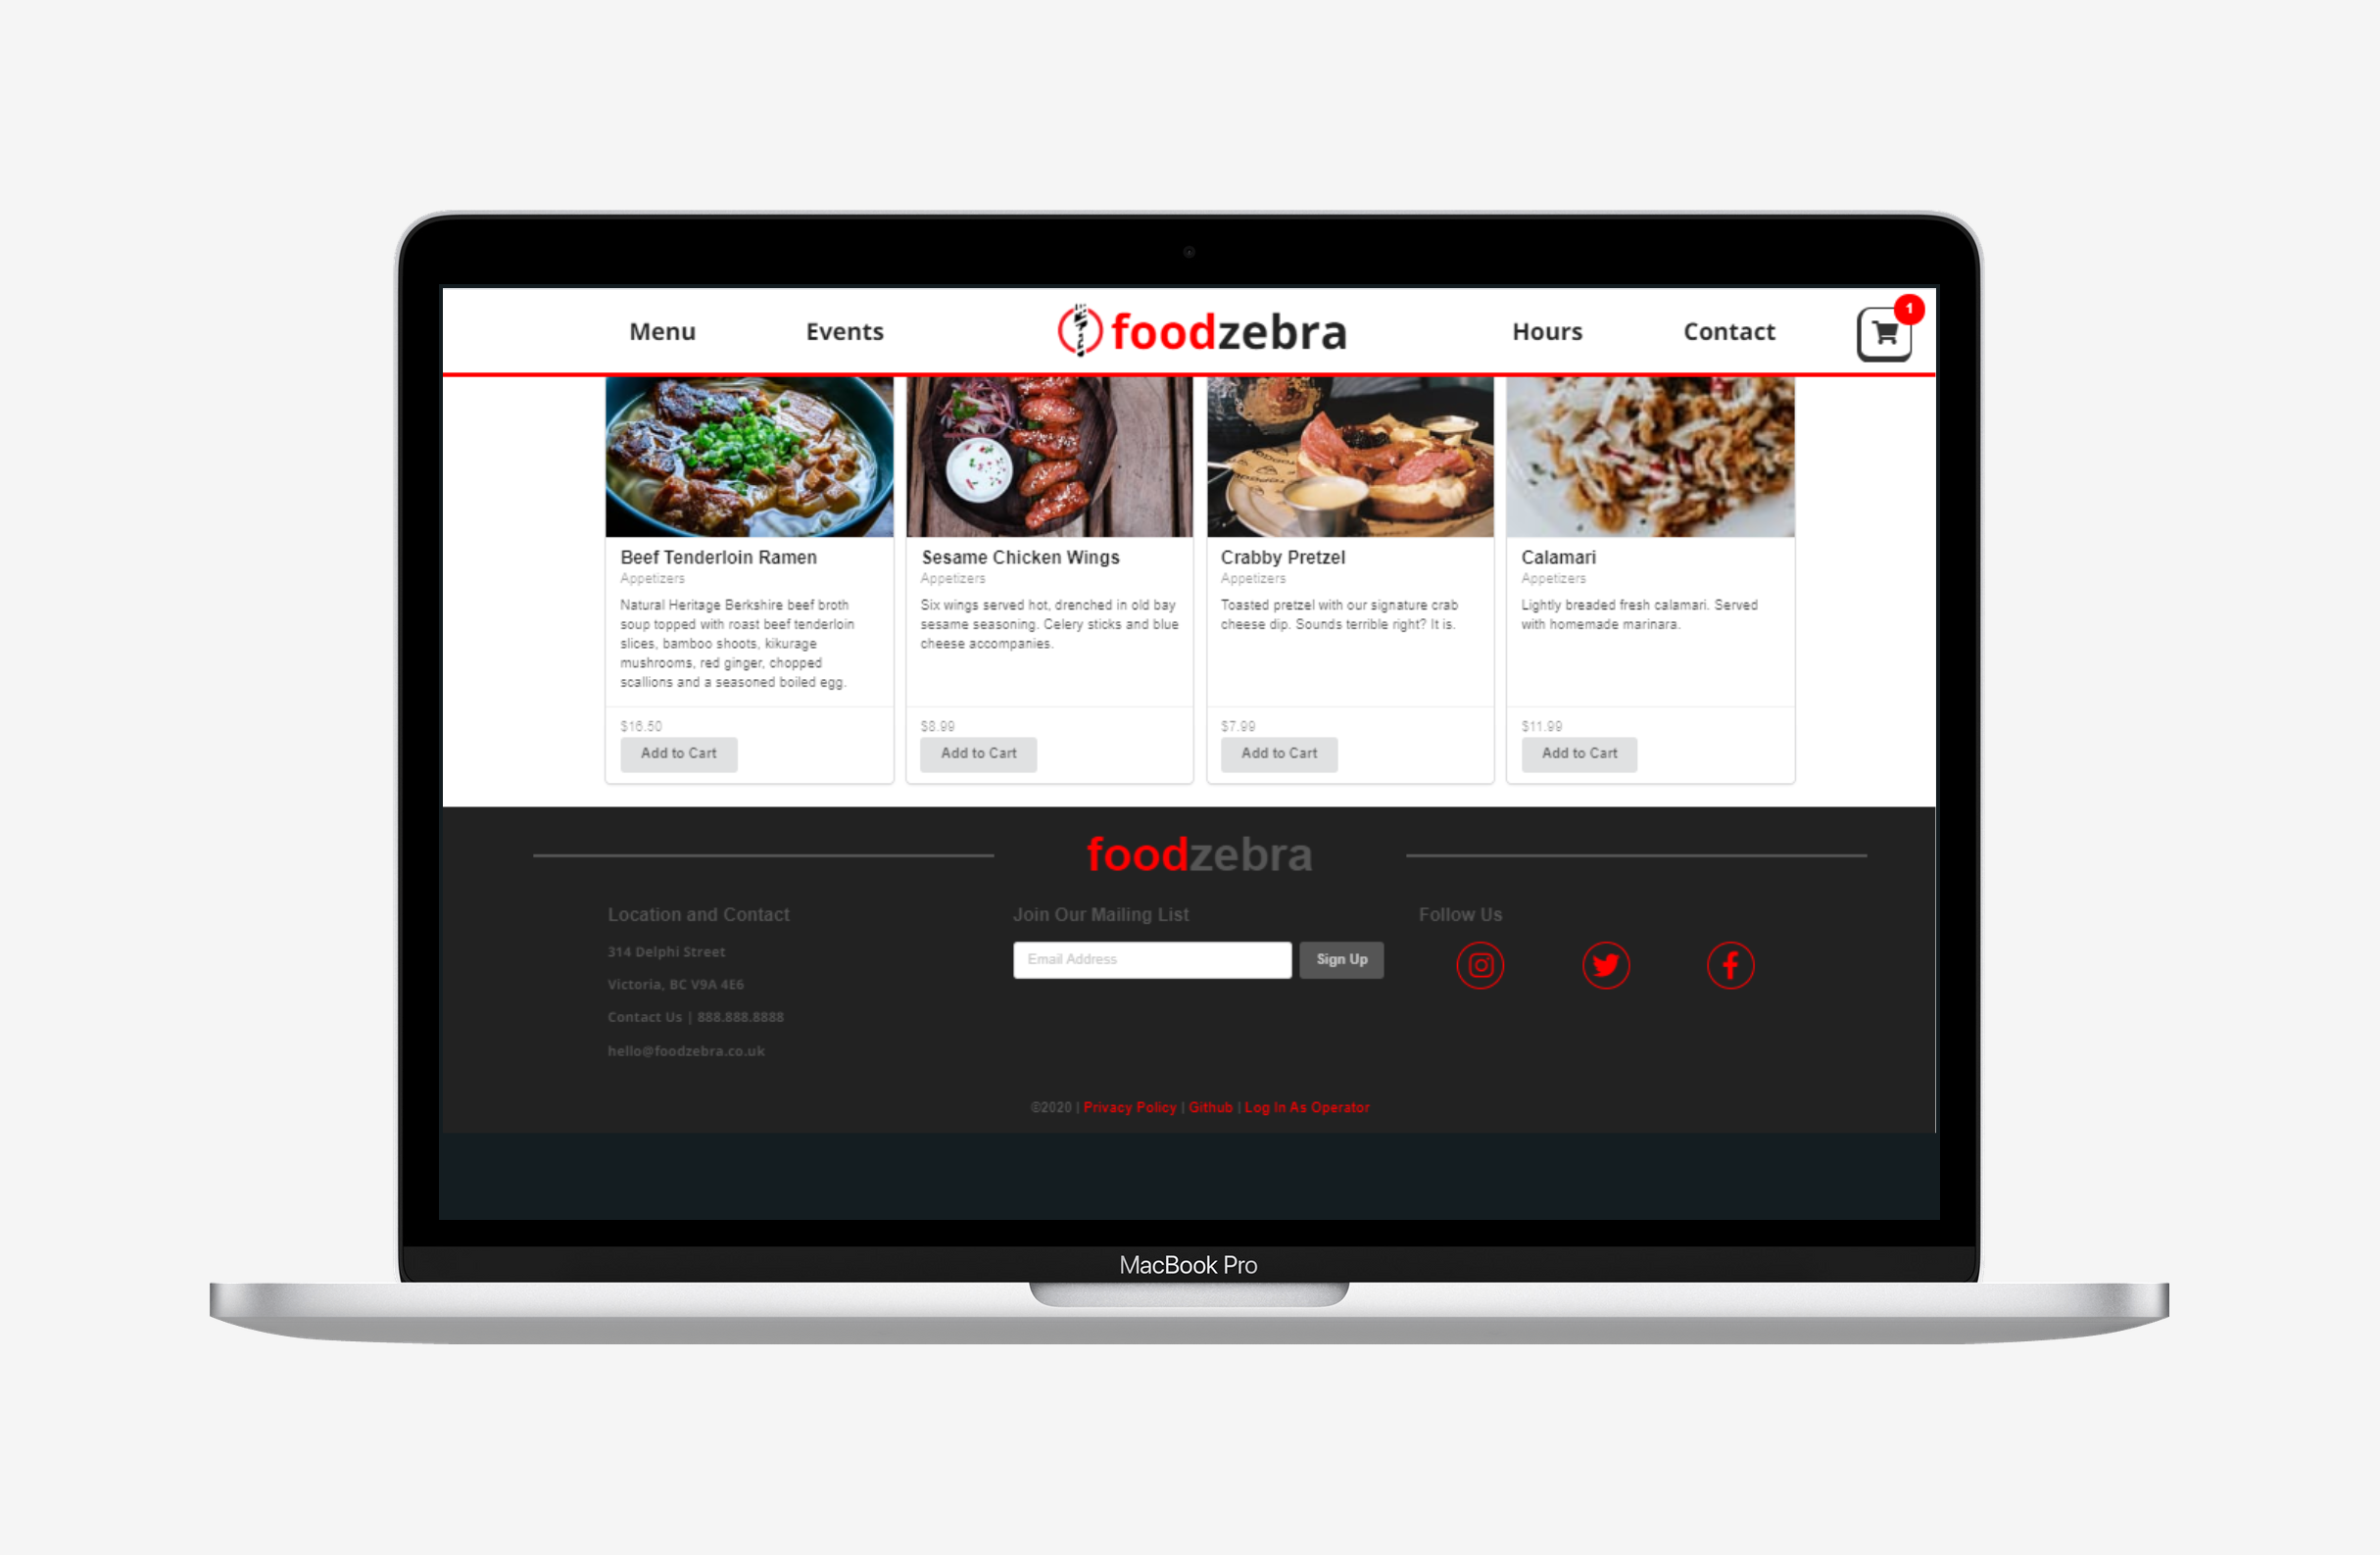 Menu
Events
foodzebra
Hours
Contact
1
Beef Tenderloin Ramen
Appetizers
Natural Heritage Berkshire beef broth
soup topped with roast beef tenderloin
slices, bamboo shoots, kikurage
mushrooms, red ginger, chopped
scallions and a seasoned boiled egg.
$16.50
Add to Cart
Sesame Chicken Wings
Appetizers
Six wings served hot, drenched in old bay
sesame seasoning. Celery sticks and blue
cheese accompanies.
$8.99
Add to Cart
Crabby Pretzel
Appetizers
Toasted pretzel with our signature crab
cheese dip. Sounds terrible right? It is.
$7.99
Add to Cart
Calamari
Appetizers
Lightly breaded fresh calamari. Served
with homemade marinara.
$11.99
Add to Cart
foodzebra
Location and Contact
314 Delphi Street
Victoria, BC V9A 4E6
Contact Us | 888.888.8888
hello@foodzebra.co.uk
Join Our Mailing List
Email Address
Sign Up
Follow Us
©2020 | Privacy Policy | Github | Log In As Operator
MacBook Pro